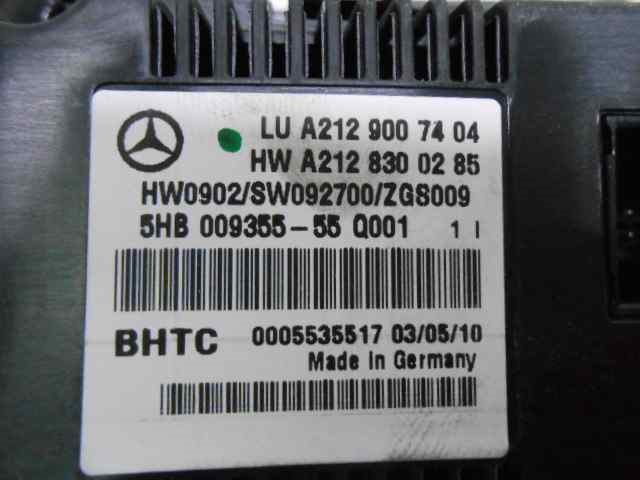 LU A212 900 74 04
HW A212 830 02 85
HW0902/SW092700/ZGS009
5HB 009355-55 Q001 1 I
BHTC 0005535517 03/05/10
Made in Germany